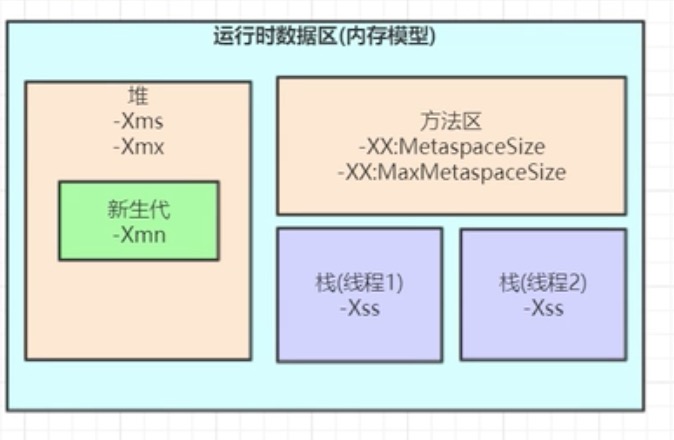 运行时数据区(内存模型)
堆
-Xms
-Xmx
新生代
-Xmn
方法区
-XX:MetaspaceSize
-XX:MaxMetaspaceSize
栈(线程1)
-Xss
栈(线程2)
-Xss